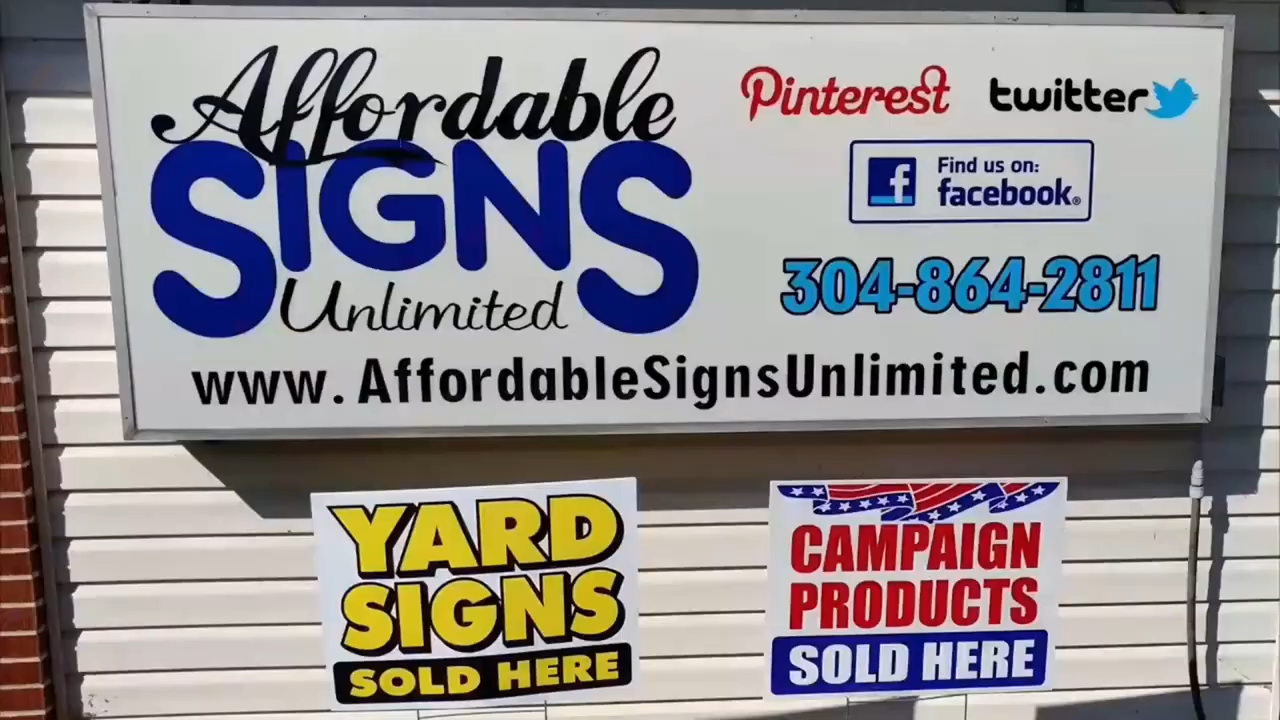 Affordable
SIGNS
Unlimited
Pinterest
twitter
f
Find us on:
facebook®
304-864-2811
www.AffordableSignsUnlimited.com
YARD
SIGNS
SOLD HERE
CAMPAIGN
PRODUCTS
SOLD HERE